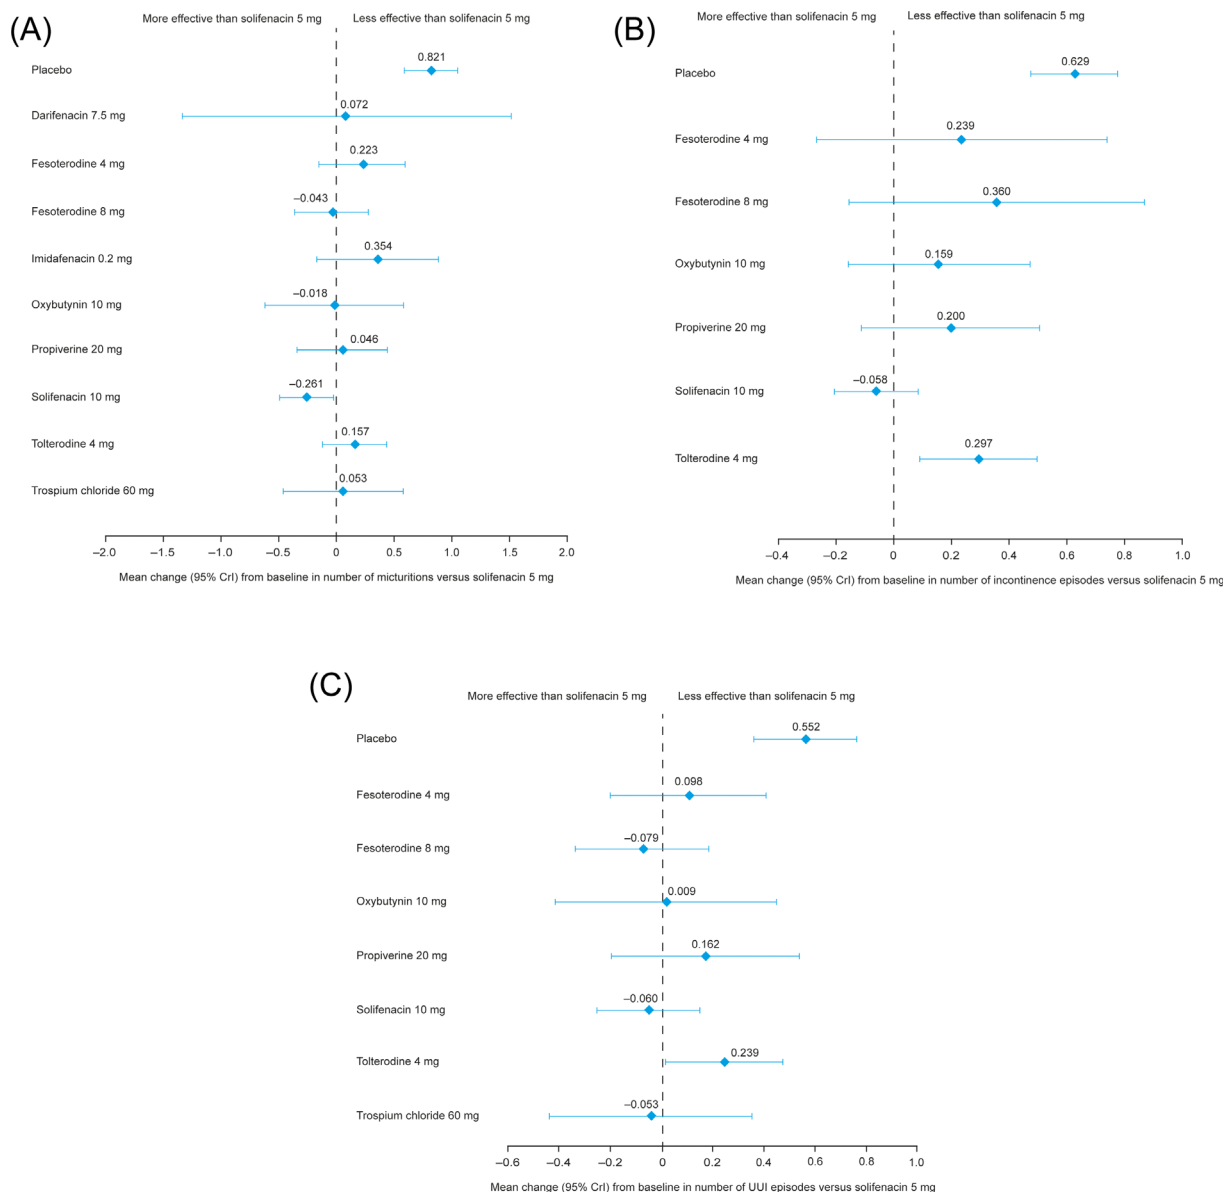 (A)
More effective than solifenacin 5 mg
Less effective than solifenacin 5 mg
Placebo
0.821
Darifenacin 7.5 mg
0.072
Fesoterodine 4 mg
0.223
Fesoterodine 8 mg
–0.043
Imidafenacin 0.2 mg
0.354
Oxybutynin 10 mg
–0.018
Propiverine 20 mg
0.046
Solifenacin 10 mg
–0.261
Tolterodine 4 mg
0.157
Trospium chloride 60 mg
0.053
–2.0 –1.5 –1.0 –0.5 0 0.5 1.0 1.5 2.0
Mean change (95% CrI) from baseline in number of micturitions versus solifenacin 5 mg
(B)
More effective than solifenacin 5 mg
Less effective than solifenacin 5 mg
Placebo
0.629
Fesoterodine 4 mg
0.239
Fesoterodine 8 mg
0.360
Oxybutynin 10 mg
0.159
Propiverine 20 mg
0.200
Solifenacin 10 mg
–0.058
Tolterodine 4 mg
0.297
–0.4 –0.2 0 0.2 0.4 0.6 0.8 1.0
Mean change (95% CrI) from baseline in number of incontinence episodes versus solifenacin 5 mg
(C)
More effective than solifenacin 5 mg
Less effective than solifenacin 5 mg
Placebo
0.552
Fesoterodine 4 mg
0.098
Fesoterodine 8 mg
–0.079
Oxybutynin 10 mg
0.009
Propiverine 20 mg
0.162
Solifenacin 10 mg
–0.060
Tolterodine 4 mg
0.239
Trospium chloride 60 mg
–0.053
–0.6 –0.4 –0.2 0 0.2 0.4 0.6 0.8 1.0
Mean change (95% CrI) from baseline in number of UUI episodes versus solifenacin 5 mg